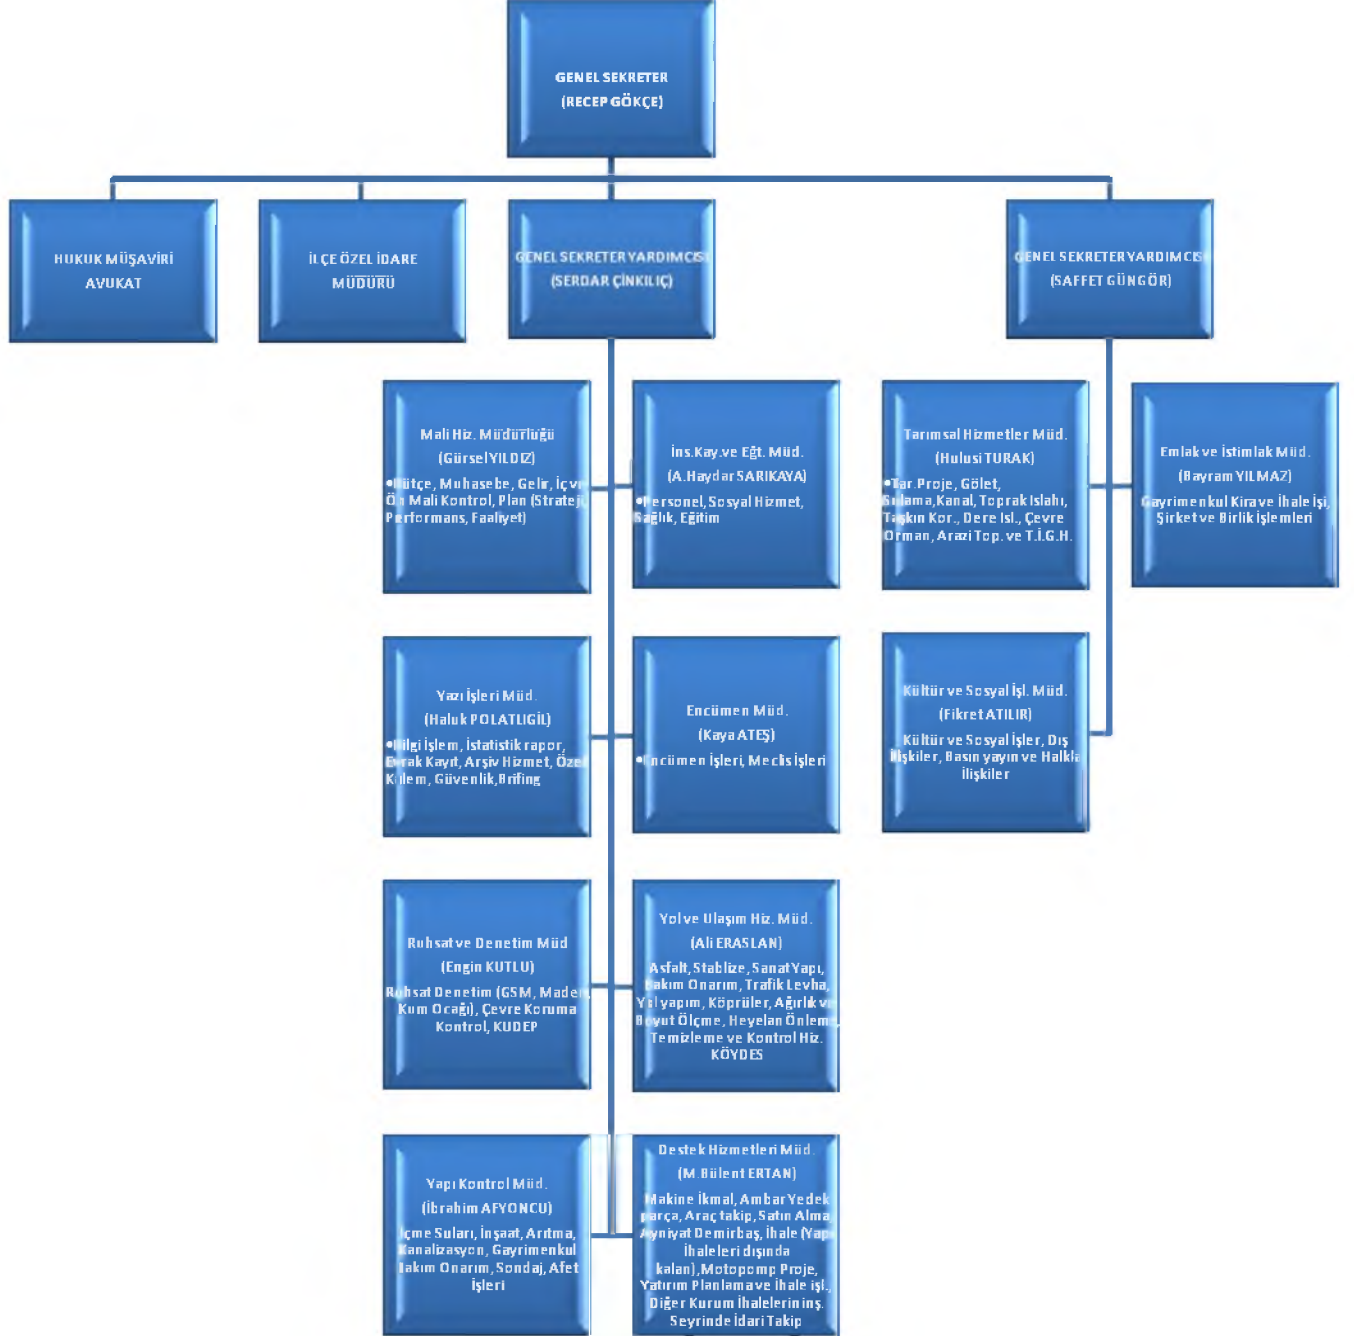 GENEL SEKRETER
(RECEP GÖKÇE)
HUKUK MÜŞAVİRİ
AVUKAT
İLÇE ÖZEL İDARE
MÜDÜRÜ
GENEL SEKRETER YARDIMCISI
(SERDAR ÇİNKILIÇ)
GENEL SEKRETER YARDIMCISI
(SAFFET GÜNGÖR)
Mali Hiz. Müdürlüğü
(Gürsel YILDIZ)
•Bütçe, Muhasebe, Gelir, İç ve
Ön Mali Kontrol, Plan (Strateji,
Performans, Faaliyet)
İns.Kay.ve Eğt. Müd.
(A.Haydar SARIKAYA)
•Personel, Sosyal Hizmet,
Sağlık, Eğitim
Tarımsal Hizmetler Müd.
(Hulusi TURAK)
•Tar.Proje, Gölet,
Sulama,Kanal, Toprak Islahı,
Taşkın Kor., Dere Isl., Çevre
Orman, Arazi Top. ve T.İ.G.H.
Emlak ve İstimlak Müd.
(Bayram YILMAZ)
Gayrimenkul Kira ve İhale İşi,
Şirket ve Birlik İşlemleri
Yazı İşleri Müd.
(Haluk POLATLIGİL)
•Bilgi İşlem, İstatistik rapor,
Evrak Kayıt, Arşiv Hizmet, Özel
Kalem, Güvenlik,Brifing
Encümen Müd.
(Kaya ATEŞ)
•Encümen İşleri, Meclis İşleri
Kültür ve Sosyal İşl. Müd.
(Fikret ATILIR)
Kültür ve Sosyal İşler, Dış
İlişkiler, Basın yayın ve Halkla
İlişkiler
Ruhsat ve Denetim Müd
(Engin KUTLU)
Ruhsat Denetim (GSM, Maden,
Kum Ocağı), Çevre Koruma
Kontrol, KUDEP
Yol ve Ulaşım Hiz. Müd.
(Ali ERASLAN)
Asfalt, Stablize, Sanat Yapı,
Bakım Onarım, Trafik Levha,
Yol yapım, Köprüler, Ağırlık ve
Boyut Ölçme, Heyelan Önleme,
Temizleme ve Kontrol Hiz.
KÖYDES
Yapı Kontrol Müd.
(İbrahim AFYONCU)
İçme Suları, İnşaat, Arıtma,
Kanalizasyon, Gayrimenkul
Bakım Onarım, Sondaj, Afet
İşleri
Destek Hizmetleri Müd.
(M.Bülent ERTAN)
Makine İkmal, Ambar Yedek
parça, Araç takip, Satın Alma,
Ayniyat Demirbaş, İhale (Yapı
İhaleleri dışında
kalan),Motopomp Proje,
Yatırım Planlama ve İhale işl.,
Diğer Kurum İhalelerin inş.
Seyrinde İdari Takip